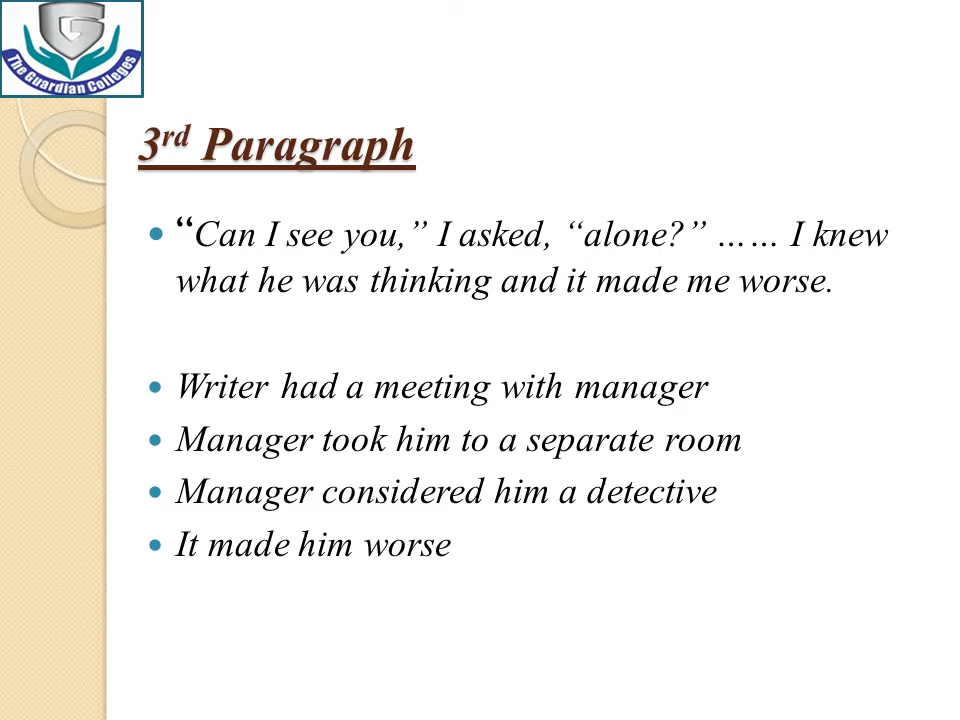 G
The Guardian Colleges
3rd Paragraph
“Can I see you,” I asked, “alone?” …… I knew
what he was thinking and it made me worse.
Writer had a meeting with manager
Manager took him to a separate room
Manager considered him a detective
It made him worse